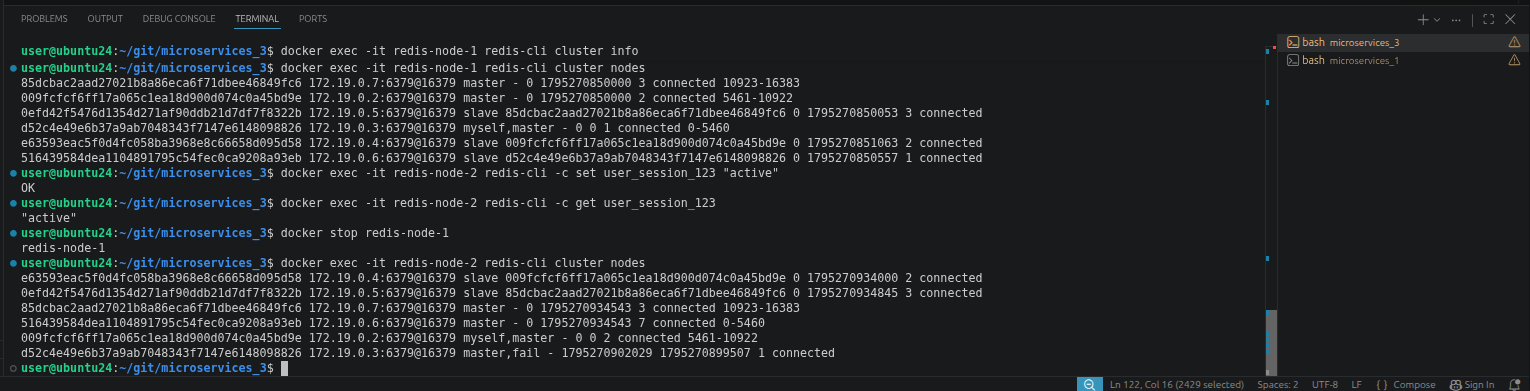 PROBLEMS OUTPUT DEBUG CONSOLE TERMINAL PORTS
user@ubuntu24:~/git/microservices_3$ docker exec -it redis-node-1 redis-cli cluster info
user@ubuntu24:~/git/microservices_3$ docker exec -it redis-node-1 redis-cli cluster nodes
85dcbac2aad27021b8a86eca6f71dbee46849fc6 172.19.0.7:6379@16379 master - 0 1795270850000 3 connected 10923-16383
009fcfcf6ff17a065c1ea18d900d074c0a45bd9e 172.19.0.2:6379@16379 master - 0 1795270850000 2 connected 5461-10922
0efd42f5476d1354d271af90ddb21d7df7f8322b 172.19.0.5:6379@16379 slave 85dcbac2aad27021b8a86eca6f71dbee46849fc6 0 1795270850053 3 connected
d52c4e49e6b37a9ab7048343f7147e6148098826 172.19.0.3:6379@16379 myself,master - 0 0 1 connected 0-5460
e63593eac5f0d4fc058ba3968e8c66658d095d58 172.19.0.4:6379@16379 slave 009fcfcf6ff17a065c1ea18d900d074c0a45bd9e 0 1795270851063 2 connected
516439584dea1104891795c54fec0ca9208a93eb 172.19.0.6:6379@16379 slave d52c4e49e6b37a9ab7048343f7147e6148098826 0 1795270850557 1 connected
user@ubuntu24:~/git/microservices_3$ docker exec -it redis-node-2 redis-cli -c set user_session_123 "active"
OK
user@ubuntu24:~/git/microservices_3$ docker exec -it redis-node-2 redis-cli -c get user_session_123
"active"
user@ubuntu24:~/git/microservices_3$ docker stop redis-node-1
redis-node-1
user@ubuntu24:~/git/microservices_3$ docker exec -it redis-node-2 redis-cli cluster nodes
e63593eac5f0d4fc058ba3968e8c66658d095d58 172.19.0.4:6379@16379 slave 009fcfcf6ff17a065c1ea18d900d074c0a45bd9e 0 1795270934000 2 connected
0efd42f5476d1354d271af90ddb21d7df7f8322b 172.19.0.5:6379@16379 slave 85dcbac2aad27021b8a86eca6f71dbee46849fc6 0 1795270934845 3 connected
85dcbac2aad27021b8a86eca6f71dbee46849fc6 172.19.0.7:6379@16379 master - 0 1795270934543 3 connected 10923-16383
516439584dea1104891795c54fec0ca9208a93eb 172.19.0.6:6379@16379 master - 0 1795270934543 7 connected 0-5460
009fcfcf6ff17a065c1ea18d900d074c0a45bd9e 172.19.0.2:6379@16379 myself,master - 0 0 2 connected 5461-10922
d52c4e49e6b37a9ab7048343f7147e6148098826 172.19.0.3:6379@16379 master,fail - 1795270902029 1795270899507 1 connected
user@ubuntu24:~/git/microservices_3$
bash microservices_3
bash microservices_1
Ln 122, Col 16 (2429 selected) Spaces: 2 UTF-8 LF { } Compose Sign In